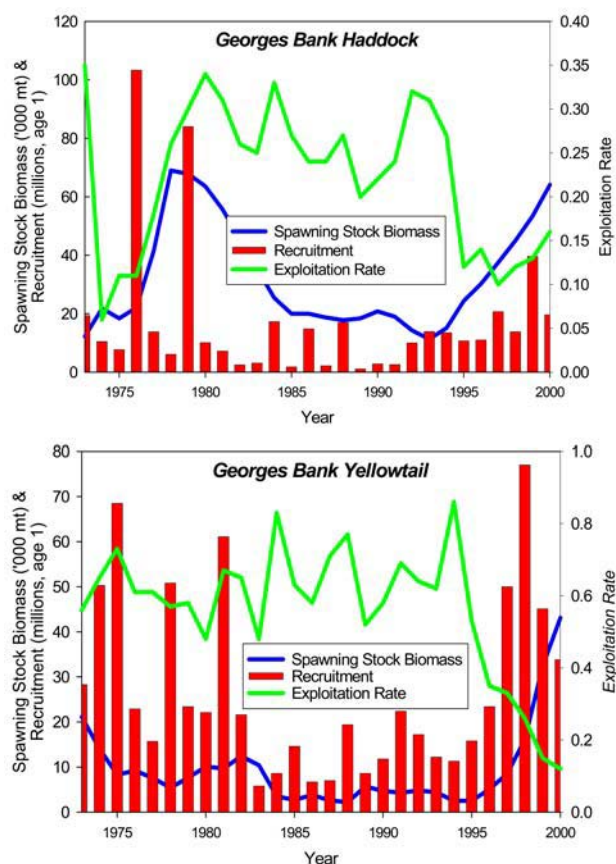 Georges Bank Haddock
Spawning Stock Biomass ('000 mt) &
Recruitment (millions, age 1)
120
100
80
60
40
20
0
0.40
0.35
0.30
0.25
0.20
0.15
0.10
0.05
0.00
Exploitation Rate
Spawning Stock Biomass
Recruitment
Exploitation Rate
1975 1980 1985 1990 1995 2000
Year
Georges Bank Yellowtail
Spawning Stock Biomass ('000 mt) &
Recruitment (millions, age 1)
80
70
60
50
40
30
20
10
0
1.0
0.8
0.6
0.4
0.2
0.0
Exploitation Rate
Spawning Stock Biomass
Recruitment
Exploitation Rate
1975 1980 1985 1990 1995 2000
Year